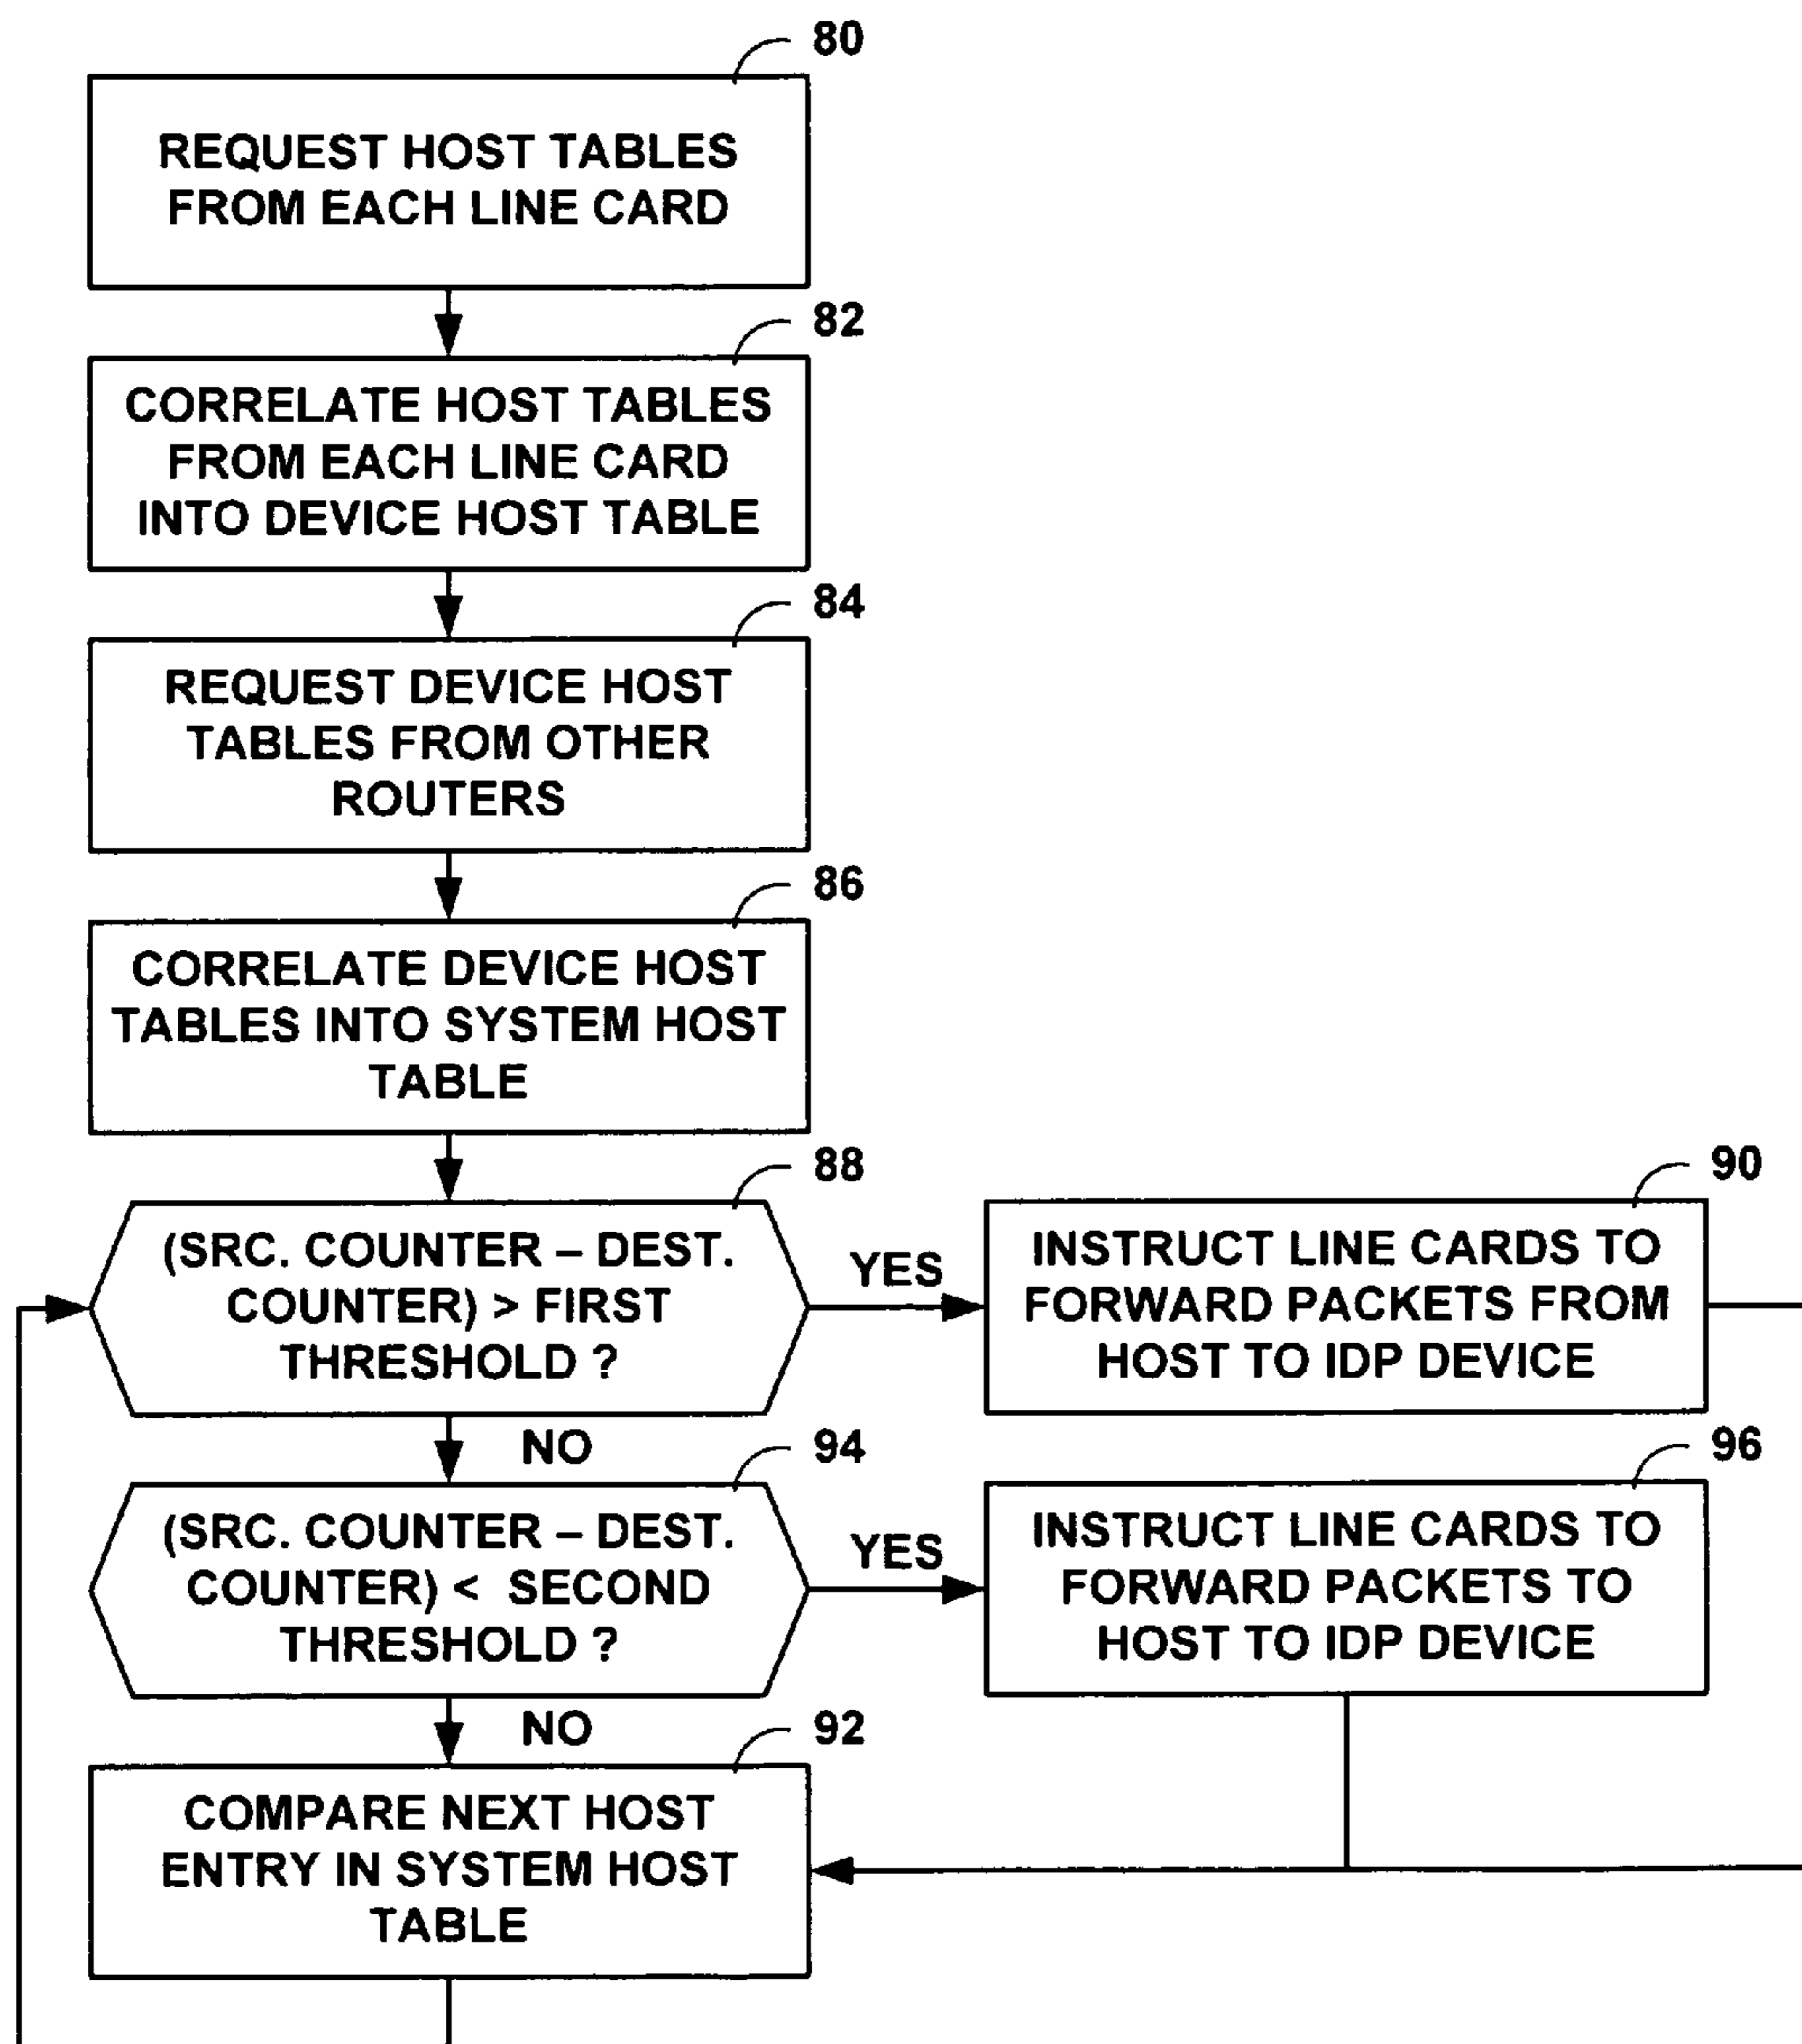 80
REQUEST HOST TABLES
FROM EACH LINE CARD
82
CORRELATE HOST TABLES
FROM EACH LINE CARD
INTO DEVICE HOST TABLE
84
REQUEST DEVICE HOST
TABLES FROM OTHER
ROUTERS
86
CORRELATE DEVICE HOST
TABLES INTO SYSTEM HOST
TABLE
88
(SRC. COUNTER – DEST.
COUNTER) > FIRST
THRESHOLD ?
YES
90
INSTRUCT LINE CARDS TO
FORWARD PACKETS FROM
HOST TO IDP DEVICE
NO
94
(SRC. COUNTER – DEST.
COUNTER) < SECOND
THRESHOLD ?
YES
96
INSTRUCT LINE CARDS TO
FORWARD PACKETS TO
HOST TO IDP DEVICE
NO
92
COMPARE NEXT HOST
ENTRY IN SYSTEM HOST
TABLE